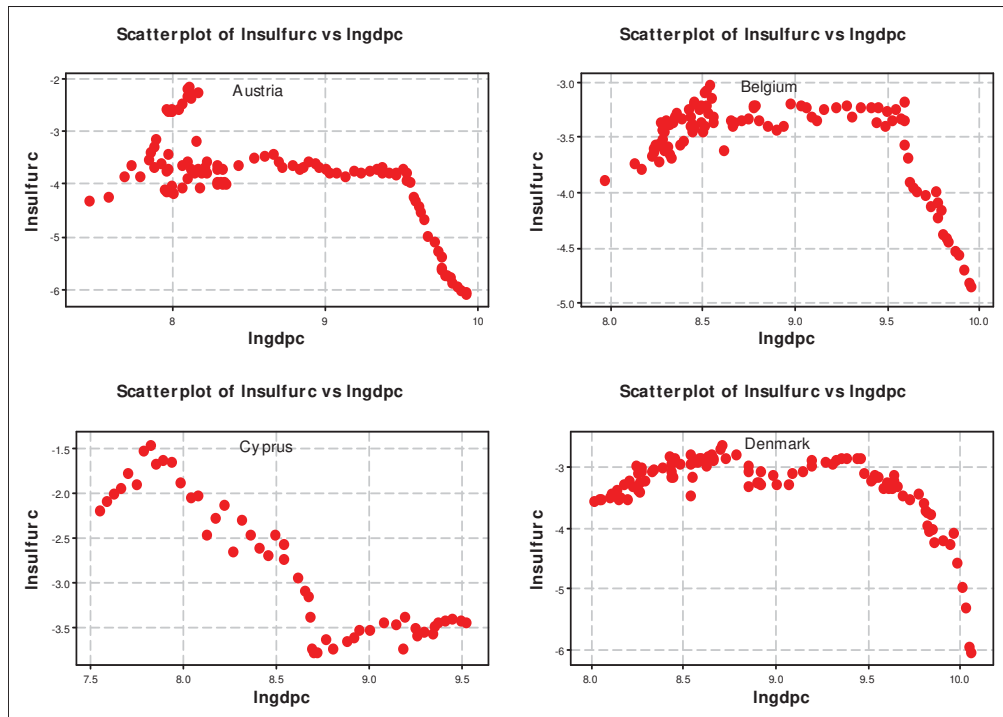 Scatterplot of lnsulfurc vs lngdpc
Austria
lnsulfurc
-2
-3
-4
-5
-6
8
9
10
lngdpc
Scatterplot of lnsulfurc vs lngdpc
Belgium
lnsulfurc
-3.0
-3.5
-4.0
-4.5
-5.0
8.0
8.5
9.0
9.5
10.0
lngdpc
Scatterplot of lnsulfurc vs lngdpc
Cyprus
lnsulfurc
-1.5
-2.0
-2.5
-3.0
-3.5
7.5
8.0
8.5
9.0
9.5
lngdpc
Scatterplot of lnsulfurc vs lngdpc
Denmark
lnsulfurc
-3
-4
-5
-6
8.0
8.5
9.0
9.5
10.0
lngdpc